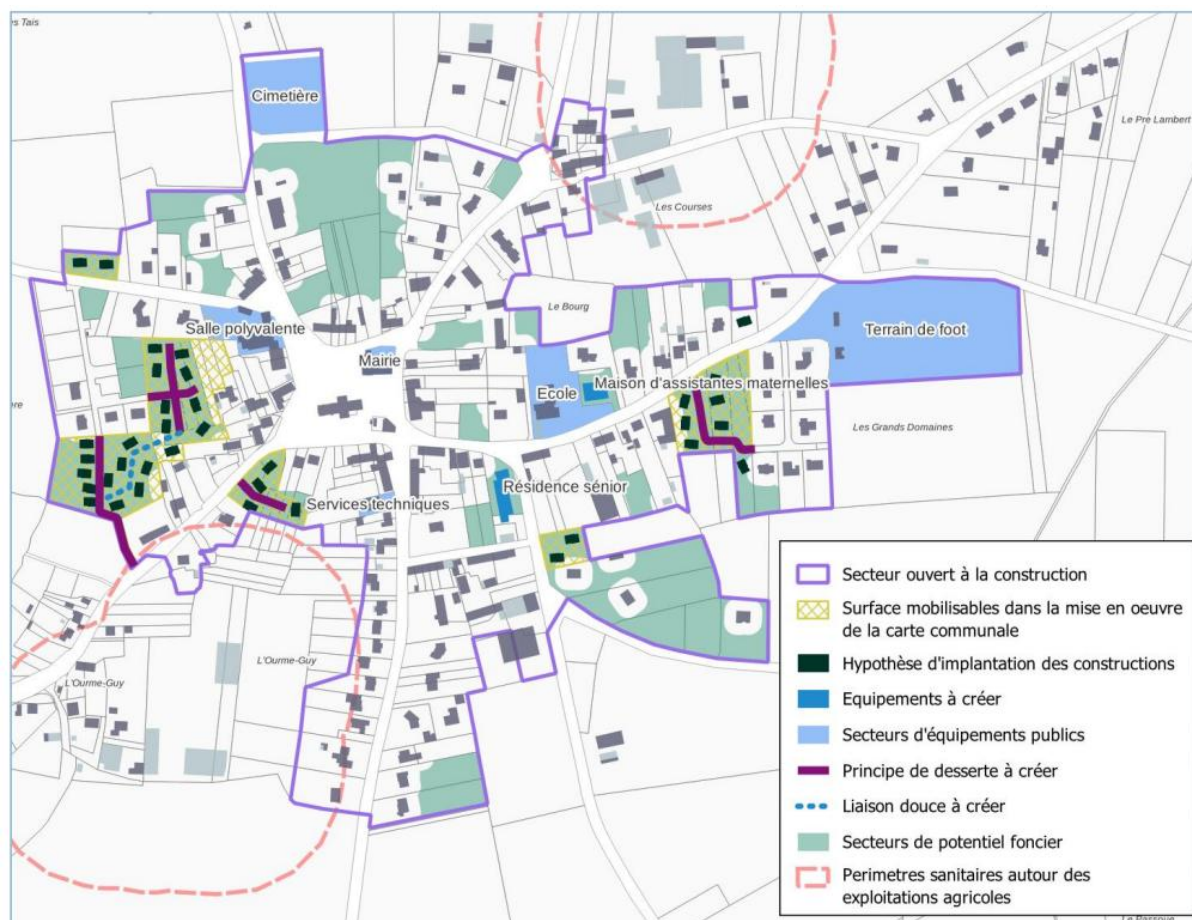 es Tais
Cimetière
Le Pre Lambert
Les Courses
Le Bourg
Salle polyvalente
Terrain de foot
Mairie
Maison d'assistantes maternelles
Ecole
ère
Les Grands Domaines
Résidence sénior
Services techniques
L'Ourme-Guy
L'Ourme-Guy
Secteur ouvert à la construction
Surface mobilisables dans la mise en oeuvre
de la carte communale
Hypothèse d'implantation des constructions
Equipements à créer
Secteurs d'équipements publics
Principe de desserte à créer
Liaison douce à créer
Secteurs de potentiel foncier
Perimetres sanitaires autour des
exploitations agricoles